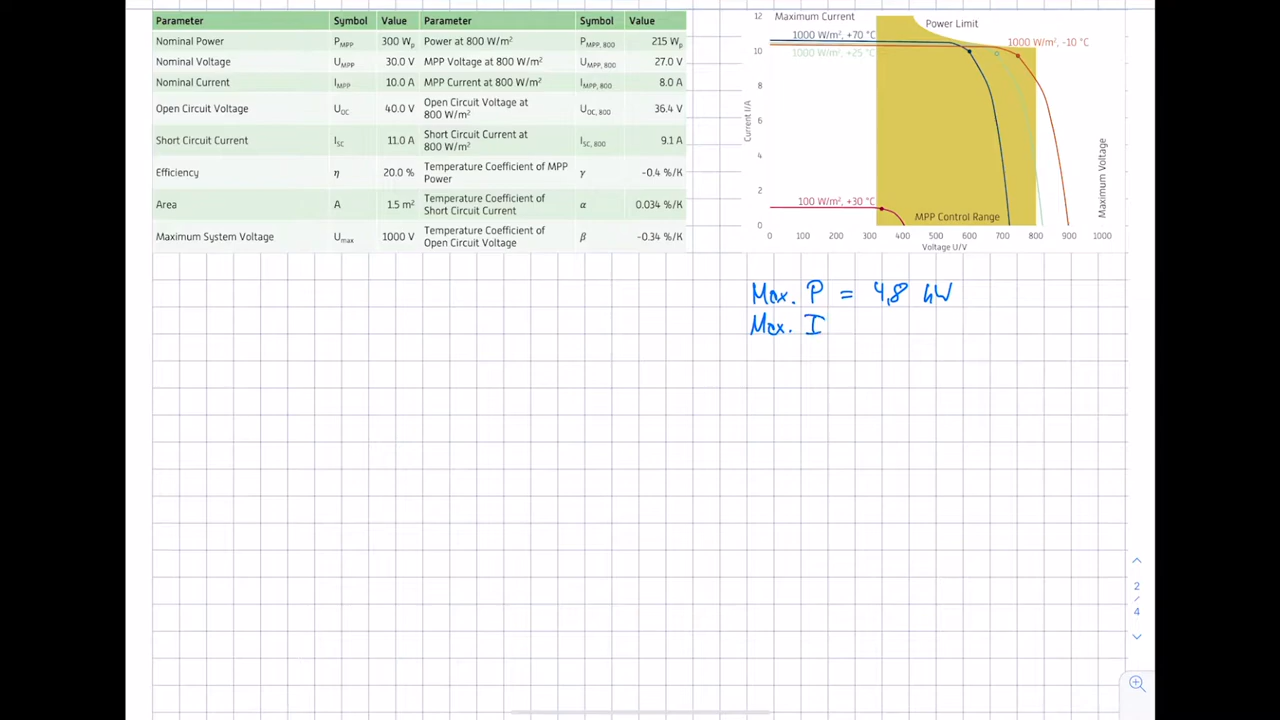 Parameter Symbol Value Parameter Symbol Value
Nominal Power PMPP 300 Wp Power at 800 W/m² PMPP, 800 215 Wp
Nominal Voltage UMPP 30.0 V MPP Voltage at 800 W/m² UMPP, 800 27.0 V
Nominal Current IMPP 10.0 A MPP Current at 800 W/m² IMPP, 800 8.0 A
Open Circuit Voltage UOC 40.0 V Open Circuit Voltage at 800 W/m² UOC, 800 36.4 V
Short Circuit Current ISC 11.0 A Short Circuit Current at 800 W/m² ISC, 800 9.1 A
Efficiency η 20.0 % Temperature Coefficient of MPP Power γ -0.4 %/K
Area A 1.5 m² Temperature Coefficient of Short Circuit Current α 0.034 %/K
Maximum System Voltage Umax 1000 V Temperature Coefficient of Open Circuit Voltage β -0.34 %/K
Maximum Current
Power Limit
1000 W/m², +70 °C
1000 W/m², -10 °C
1000 W/m², +25 °C
100 W/m², +30 °C
MPP Control Range
Maximum Voltage
Current I/A
12
10
8
6
4
2
0
0 100 200 300 400 500 600 700 800 900 1000
Voltage U/V
Max. P = 4,8 kW
Max. I
2
/
4